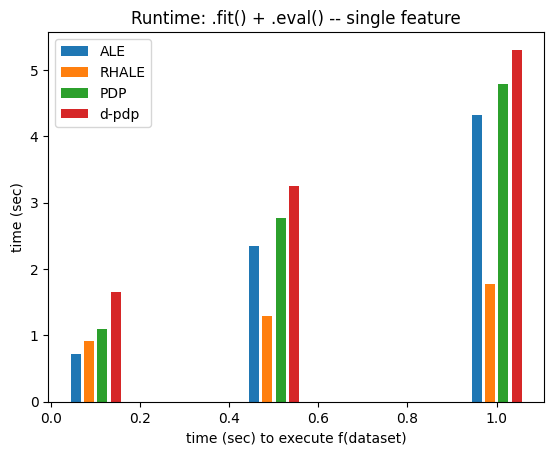 Runtime: .fit() + .eval() -- single feature
ALE
RHALE
PDP
d-pdp
time (sec)
5
4
3
2
1
0
0.0 0.2 0.4 0.6 0.8 1.0
time (sec) to execute f(dataset)